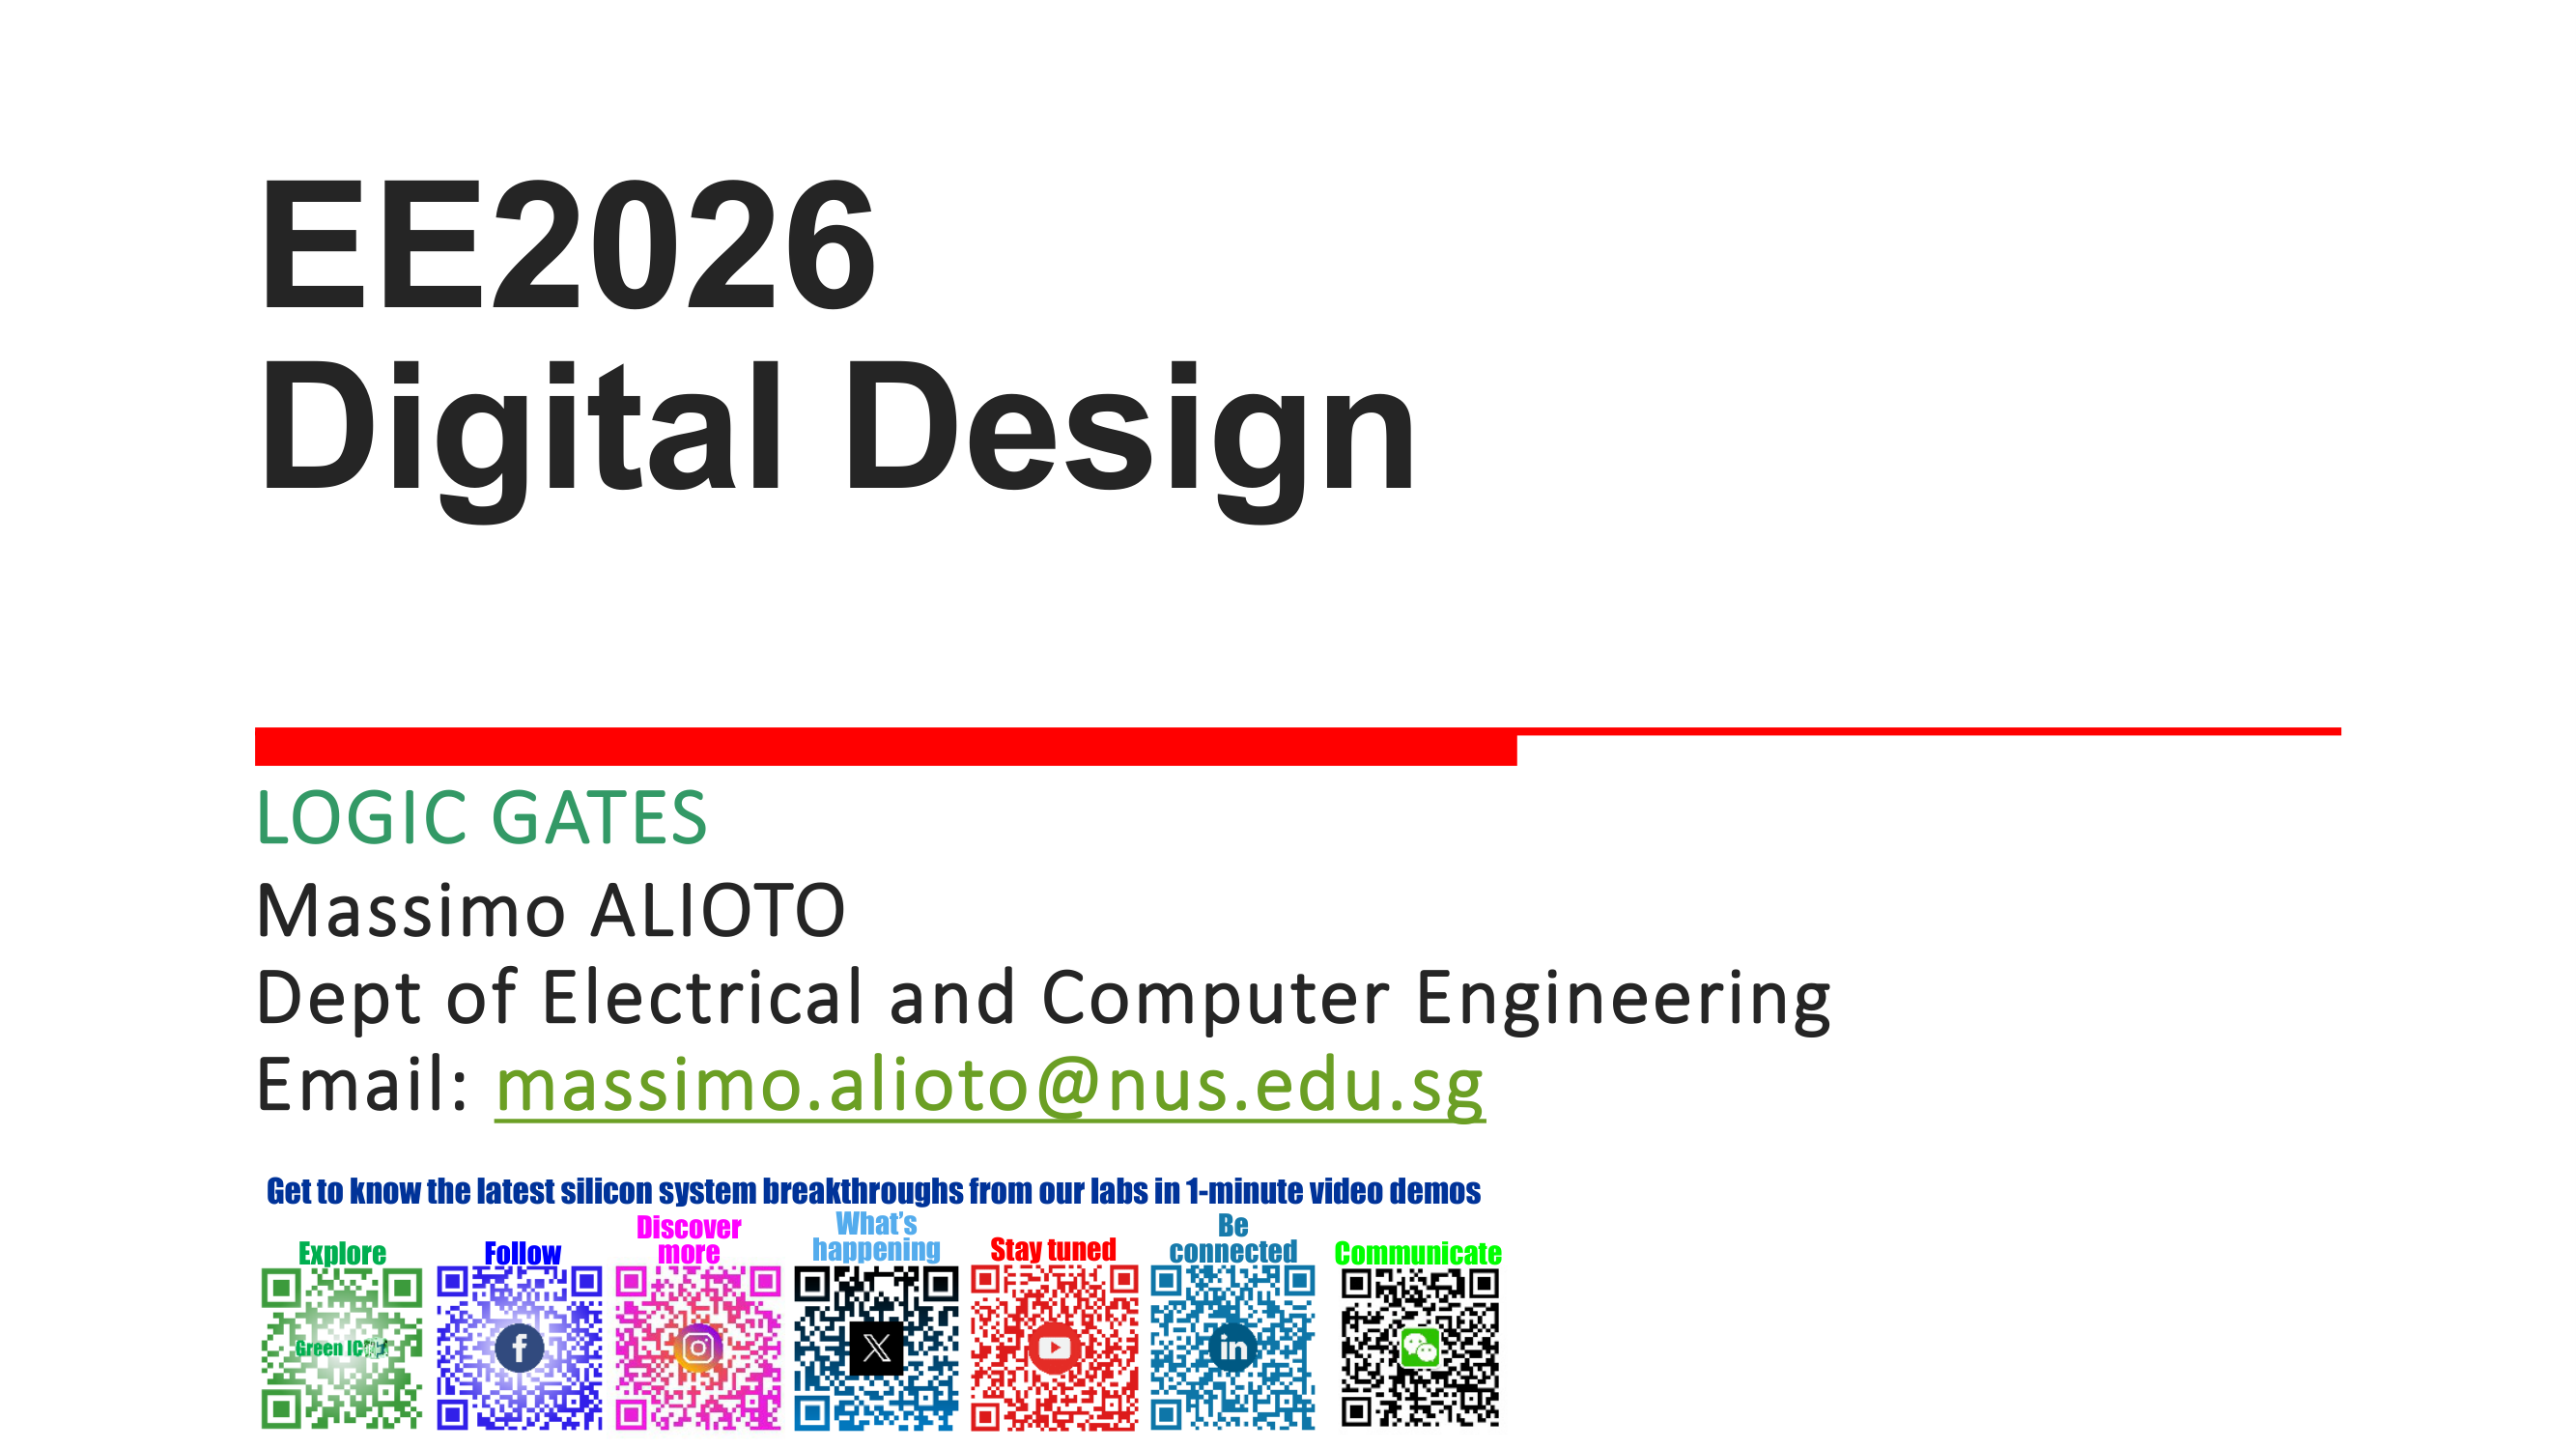 EE2026
Digital Design
LOGIC GATES
Massimo ALIOTO
Dept of Electrical and Computer Engineering
Email: massimo.alioto@nus.edu.sg
Get to know the latest silicon system breakthroughs from our labs in 1-minute video demos
Explore
Follow
Discover
more
What's
happening
Stay tuned
Be
connected
Communicate
Green IC